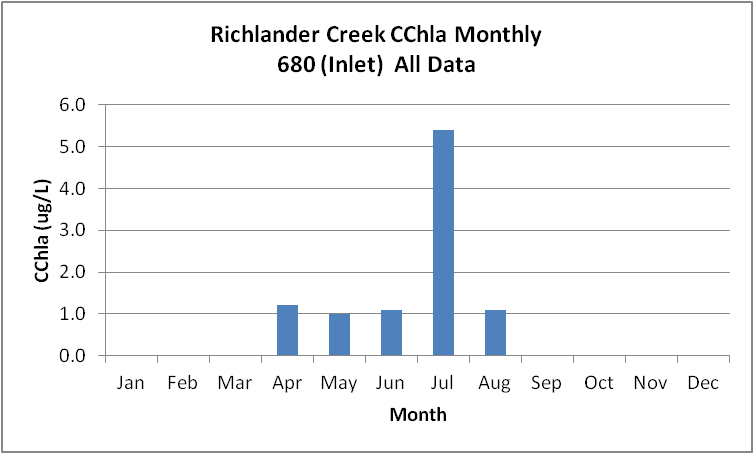 Richlander Creek CChla Monthly
680 (Inlet)  All Data
6.0
5.0
4.0
3.0
2.0
1.0
0.0
CChla (ug/L)
Jan Feb Mar Apr May Jun Jul Aug Sep Oct Nov Dec
Month